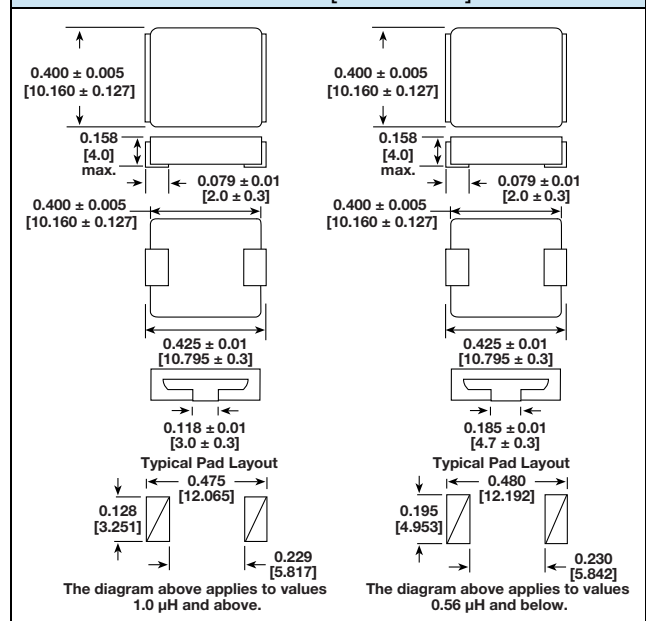 0.400 ± 0.005
[10.160 ± 0.127]
0.158
[4.0]
max.
0.079 ± 0.01
[2.0 ± 0.3]
0.400 ± 0.005
[10.160 ± 0.127]
0.425 ± 0.01
[10.795 ± 0.3]
0.118 ± 0.01
[3.0 ± 0.3]
Typical Pad Layout
0.475
[12.065]
0.128
[3.251]
0.229
[5.817]
The diagram above applies to values
1.0 µH and above.
0.400 ± 0.005
[10.160 ± 0.127]
0.158
[4.0]
max.
0.079 ± 0.01
[2.0 ± 0.3]
0.400 ± 0.005
[10.160 ± 0.127]
0.425 ± 0.01
[10.795 ± 0.3]
0.185 ± 0.01
[4.7 ± 0.3]
Typical Pad Layout
0.480
[12.192]
0.195
[4.953]
0.230
[5.842]
The diagram above applies to values
0.56 µH and below.